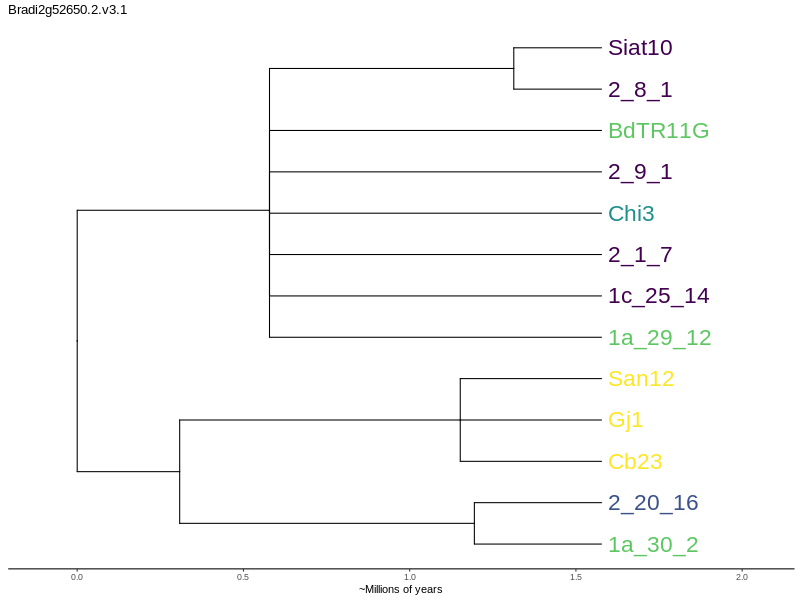 Bradi2g52650.2.v3.1
Siat10
2_8_1
BdTR11G
2_9_1
Chi3
2_1_7
1c_25_14
1a_29_12
San12
Gj1
Cb23
2_20_16
1a_30_2
0.0 0.5 1.0 1.5 2.0
~Millions of years